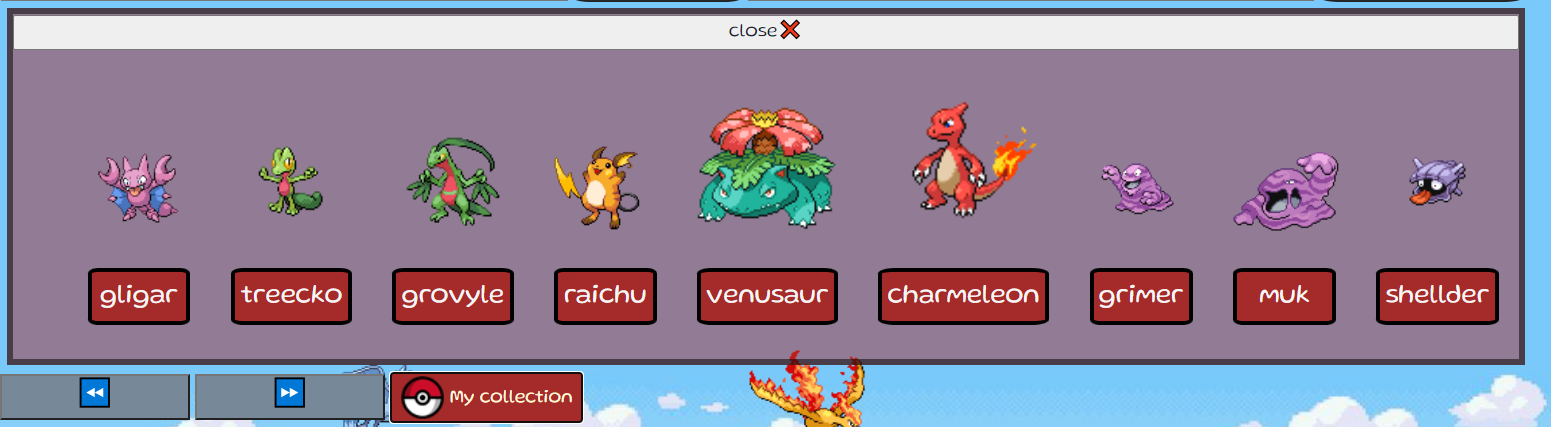 close
gligar treecko grovyle raichu venusaur charmeleon grimer muk shellder
My collection